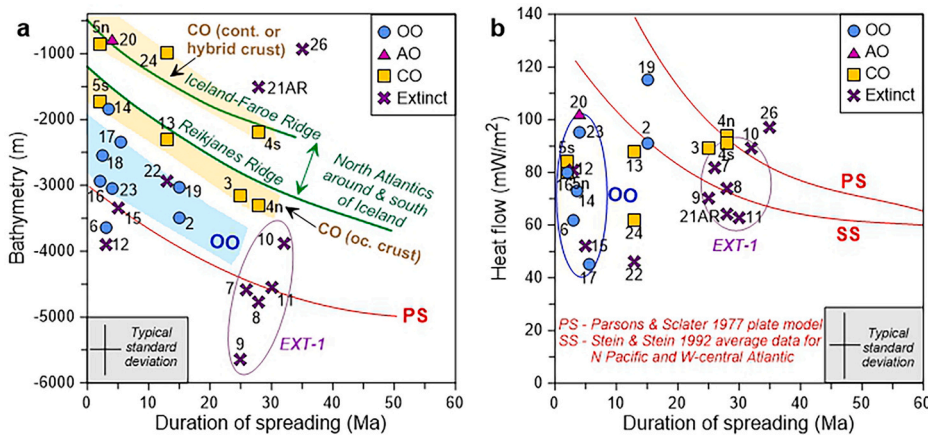 a
-1000
-2000
-3000
-4000
-5000
-6000
Bathymetry (m)
0 10 20 30 40 50 60
Duration of spreading (Ma)
CO (cont. or
hybrid crust)
OO
AO
CO
Extinct
5n
20
24
26
21AR
Iceland-Faroe Ridge
5s
14
13
4s
Reikjanes Ridge
North Atlantics
around & south
of Iceland
17
18
22
19
3
4n
CO (oc. crust)
16
23
2
OO
6
15
12
10
7
8
11
9
EXT-1
PS
Typical
standard
deviation
b
140
120
100
80
60
40
20
0
Heat flow (mW/m²)
0 10 20 30 40 50 60
Duration of spreading (Ma)
OO
AO
CO
Extinct
19
20
23
2
4n
10
26
5s
12
13
3
4s
7
16
5n
14
OO
9
8
PS
6
24
21AR
11
SS
15
22
17
EXT-1
PS - Parsons & Sclater 1977 plate model
SS - Stein & Stein 1992 average data for
N Pacific and W-central Atlantic
Typical
standard
deviation